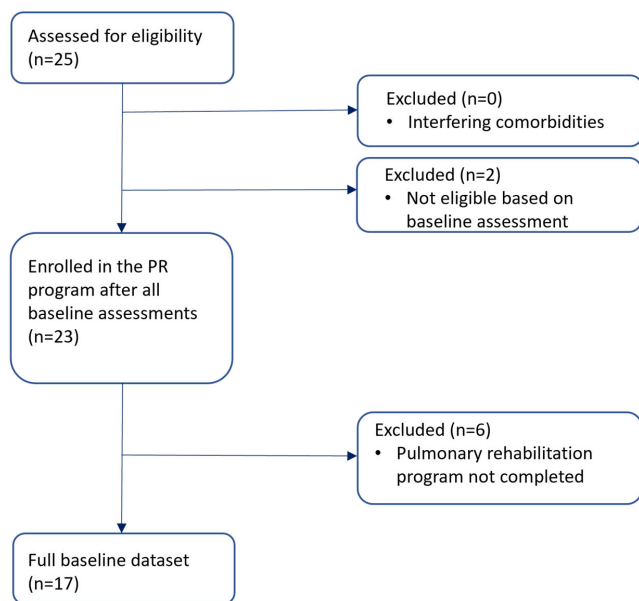 Assessed for eligibility
(n=25)
Excluded (n=0)
• Interfering comorbidities
Excluded (n=2)
• Not eligible based on
baseline assessment
Enrolled in the PR
program after all
baseline assessments
(n=23)
Excluded (n=6)
• Pulmonary rehabilitation
program not completed
Full baseline dataset
(n=17)